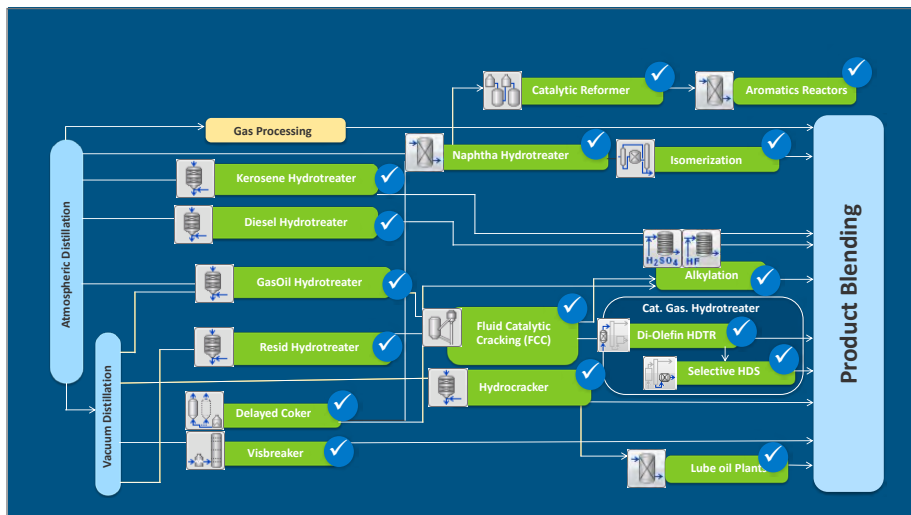 Catalytic Reformer
Aromatics Reactors
Gas Processing
Naphtha Hydrotreater
Isomerization
Kerosene Hydrotreater
Diesel Hydrotreater
H₂SO₄
HF
Alkylation
GasOil Hydrotreater
Cat. Gas. Hydrotreater
Fluid Catalytic
Cracking (FCC)
Di-Olefin HDTR
Resid Hydrotreater
Selective HDS
Hydrocracker
Delayed Coker
Visbreaker
Lube oil Plants
Atmospheric Distillation
Vacuum Distillation
Product Blending